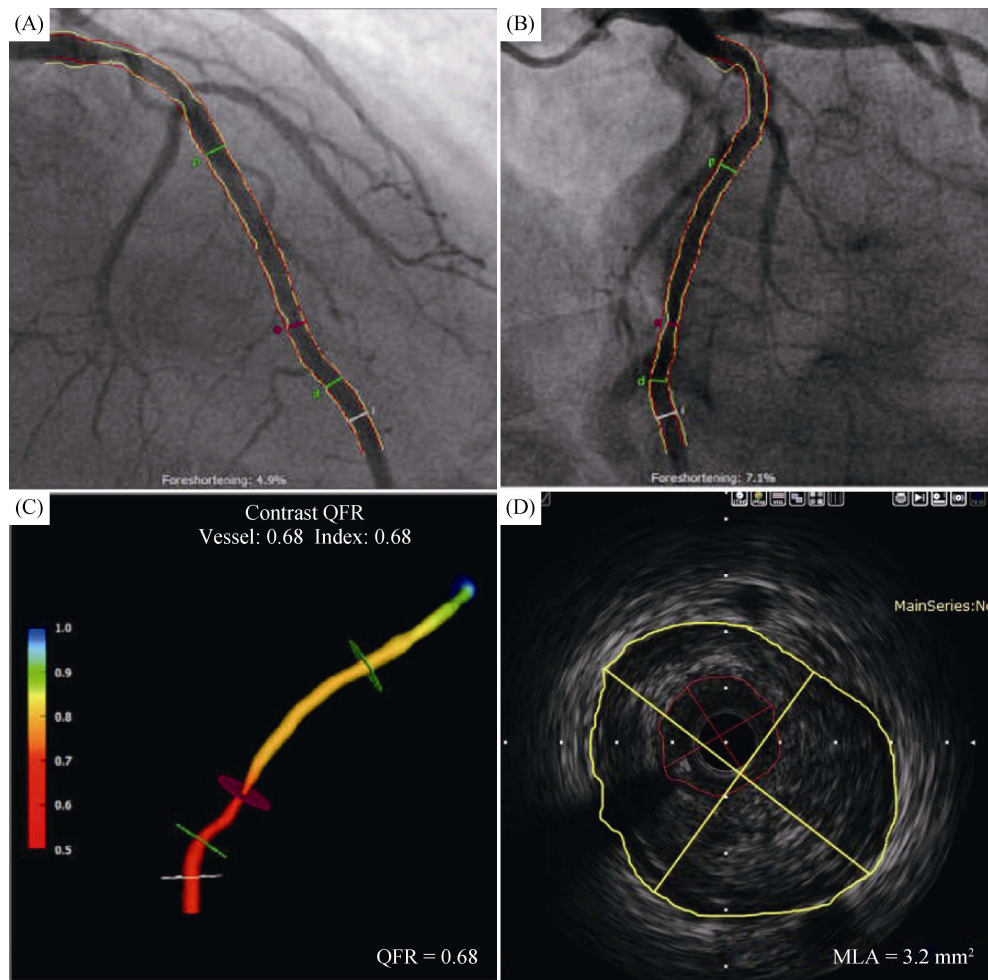 (A)
p
o
d
i
Foreshortening: 4.9%
(B)
p
d
i
Foreshortening: 7.1%
(C)
Contrast QFR
Vessel: 0.68 Index: 0.68
1.0
0.9
0.8
0.7
0.6
0.5
QFR = 0.68
(D)
MainSeries:Ne
MLA = 3.2 mm²